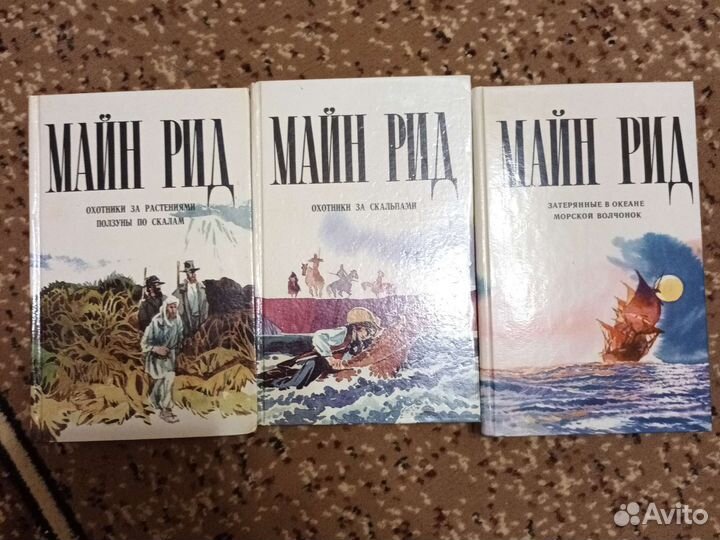 МАЙН РИД
ОХОТНИКИ ЗА РАСТЕНИЯМИ
ПОЛЗУНЫ ПО СКАЛАМ
МАЙН РИД
ОХОТНИКИ ЗА СКАЛЬПАМИ
МАЙН РИД
ЗАТЕРЯННЫЕ В ОКЕАНЕ
МОРСКОЙ ВОЛЧОНОК
Avito